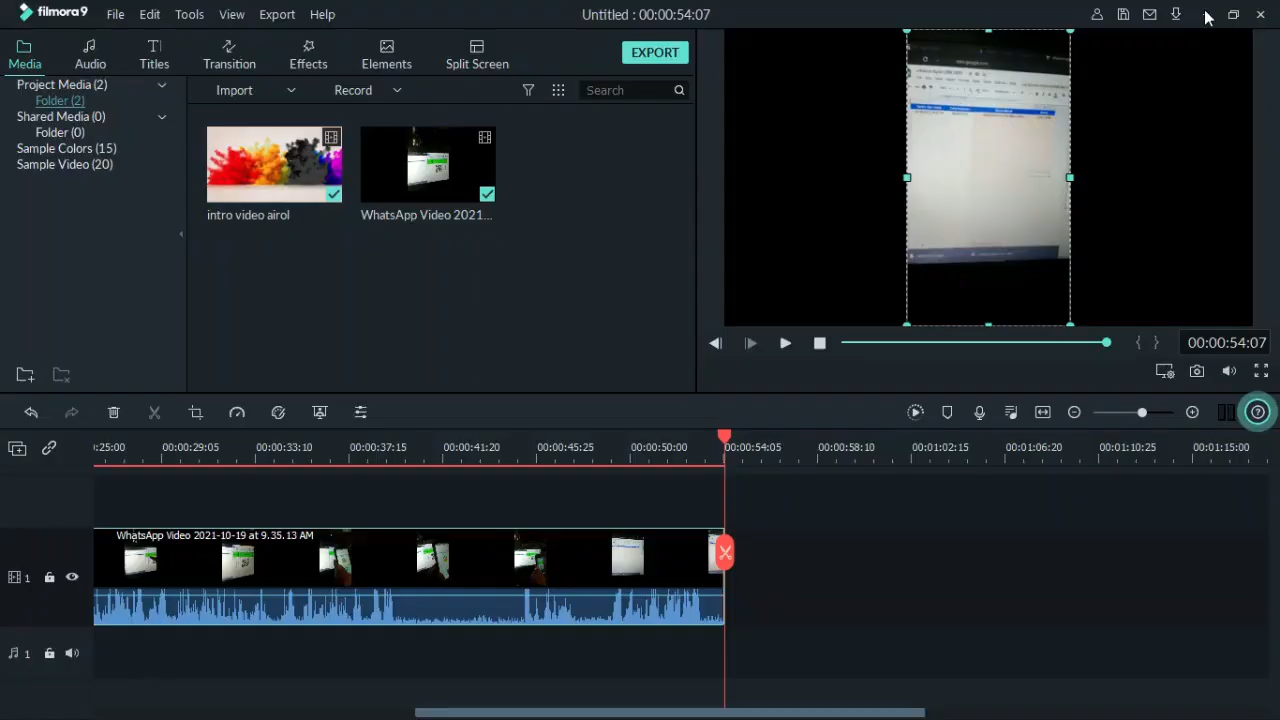 filmora9 File Edit Tools View Export Help Untitled : 00:00:54:07
Media Audio Titles Transition Effects Elements Split Screen EXPORT
Project Media (2)
Folder (2)
Shared Media (0)
Folder (0)
Sample Colors (15)
Sample Video (20)
Import Record Search
intro video airol WhatsApp Video 2021...
00:00:54:07
:25:00 00:00:29:05 00:00:33:10 00:00:37:15 00:00:41:20 00:00:45:25 00:00:50:00 00:00:54:05 00:00:58:10 00:01:02:15 00:01:06:20 00:01:10:25 00:01:15:00
WhatsApp Video 2021-10-19 at 9.35.13 AM
1
1